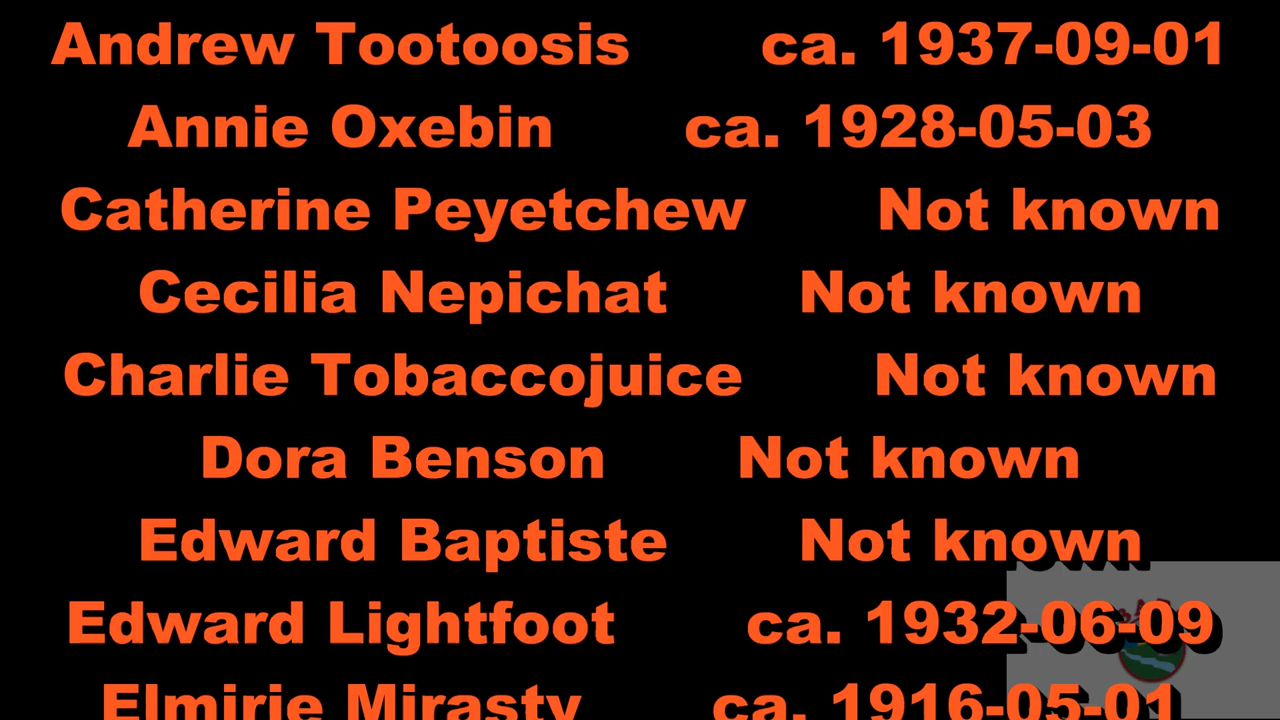 Andrew Tootoosis ca. 1937-09-01
Annie Oxebin ca. 1928-05-03
Catherine Peyetchew Not known
Cecilia Nepichat Not known
Charlie Tobaccojuice Not known
Dora Benson Not known
Edward Baptiste Not known
Edward Lightfoot ca. 1932-06-09
Elmirie Mirasty ca. 1916-05-01